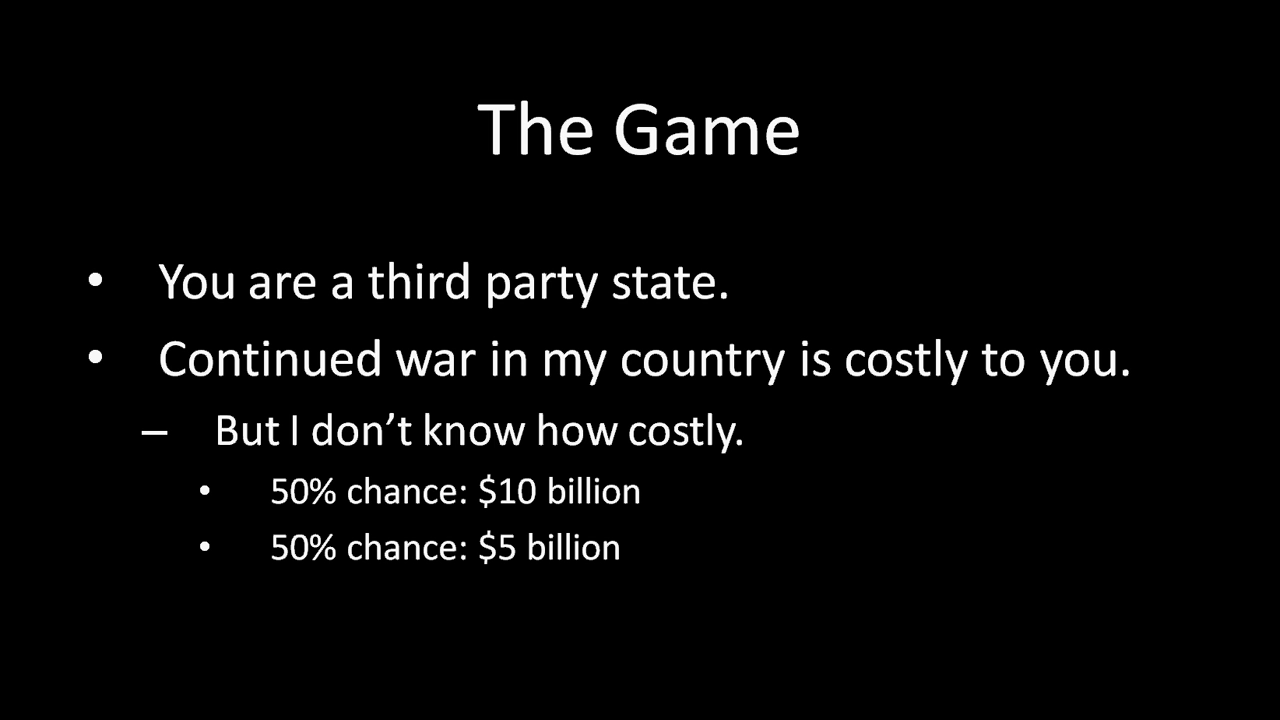 The Game
• You are a third party state.
• Continued war in my country is costly to you.
– But I don’t know how costly.
• 50% chance: $10 billion
• 50% chance: $5 billion